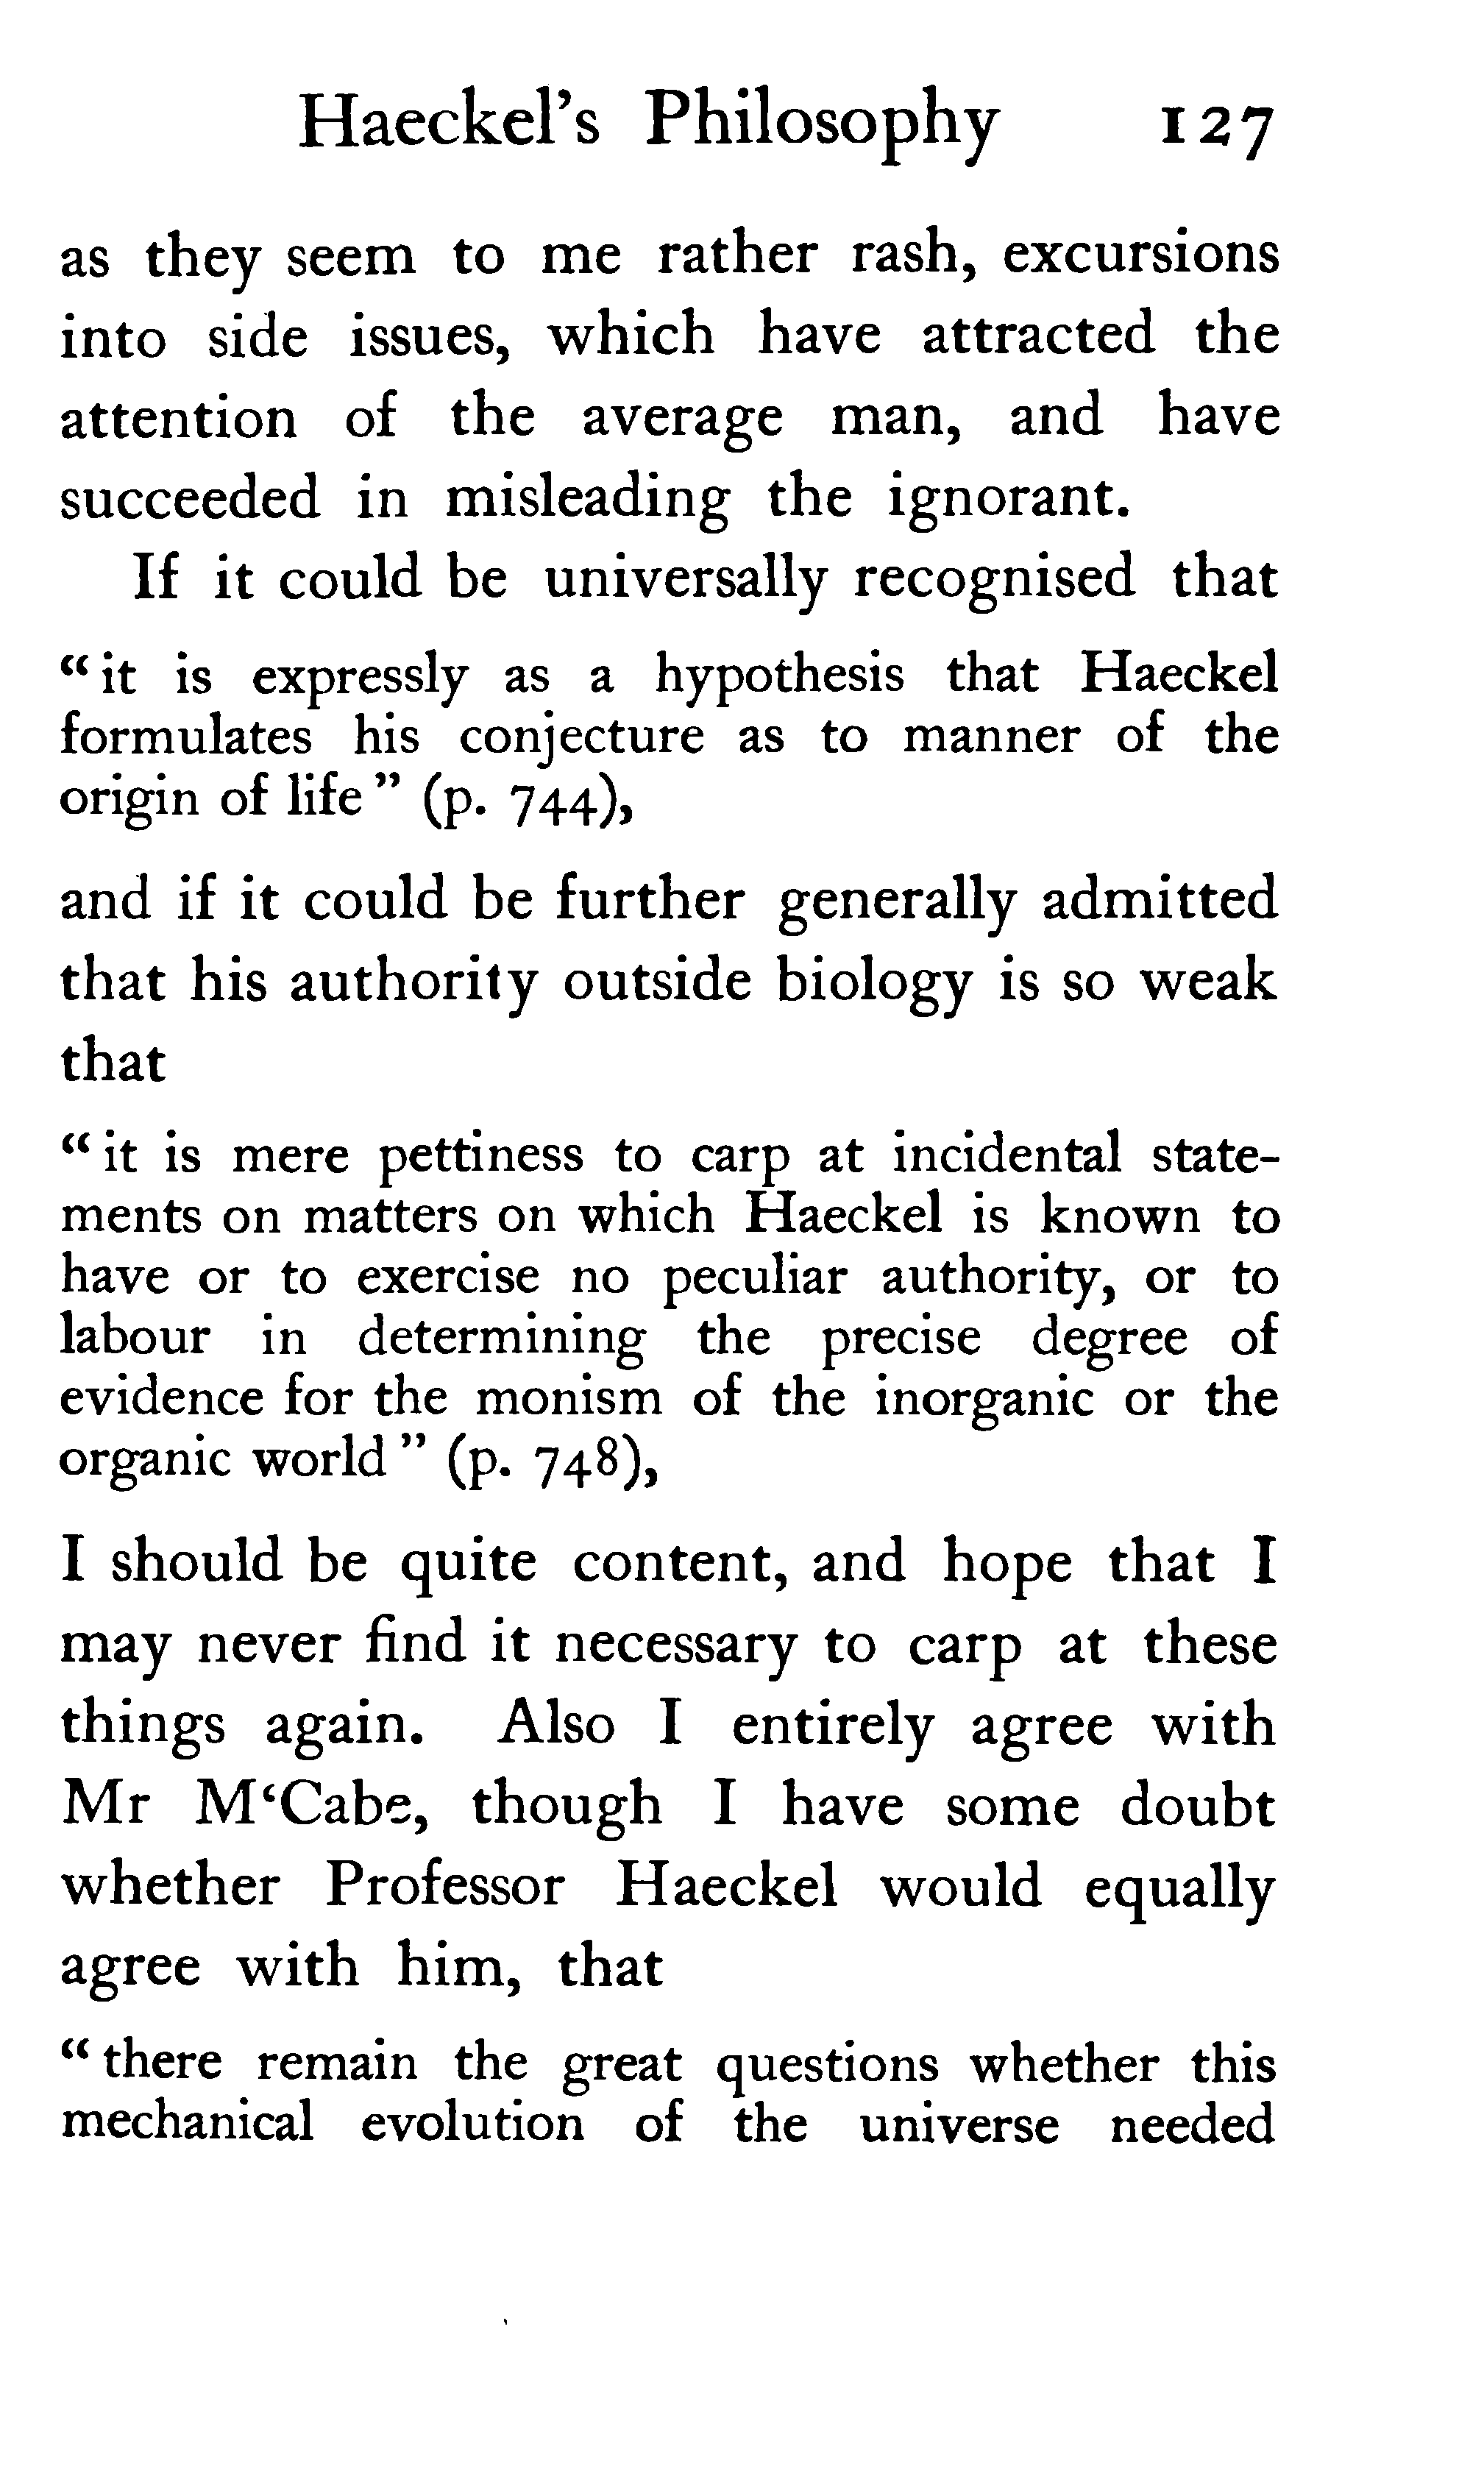 Haeckel's Philosophy 127
as they seem to me rather rash, excursions
into side issues, which have attracted the
attention of the average man, and have
succeeded in misleading the ignorant.
If it could be universally recognised that
“it is expressly as a hypothesis that Haeckel
formulates his conjecture as to manner of the
origin of life” (p. 744),
and if it could be further generally admitted
that his authority outside biology is so weak
that
“it is mere pettiness to carp at incidental state-
ments on matters on which Haeckel is known to
have or to exercise no peculiar authority, or to
labour in determining the precise degree of
evidence for the monism of the inorganic or the
organic world” (p. 748),
I should be quite content, and hope that I
may never find it necessary to carp at these
things again. Also I entirely agree with
Mr M‘Cabe, though I have some doubt
whether Professor Haeckel would equally
agree with him, that
“there remain the great questions whether this
mechanical evolution of the universe needed